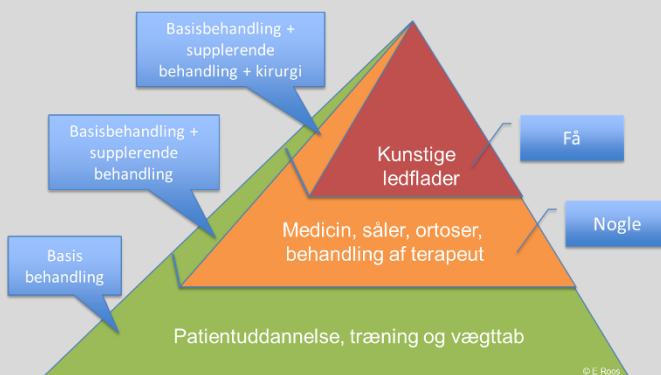 Basisbehandling +
supplerende
behandling + kirurgi
Basisbehandling +
supplerende
behandling
Basis
behandling
Kunstige
ledflader
Få
Medicin, såler, ortoser,
behandling af terapeut
Nogle
Patientuddannelse, træning og vægttab
© E Roos